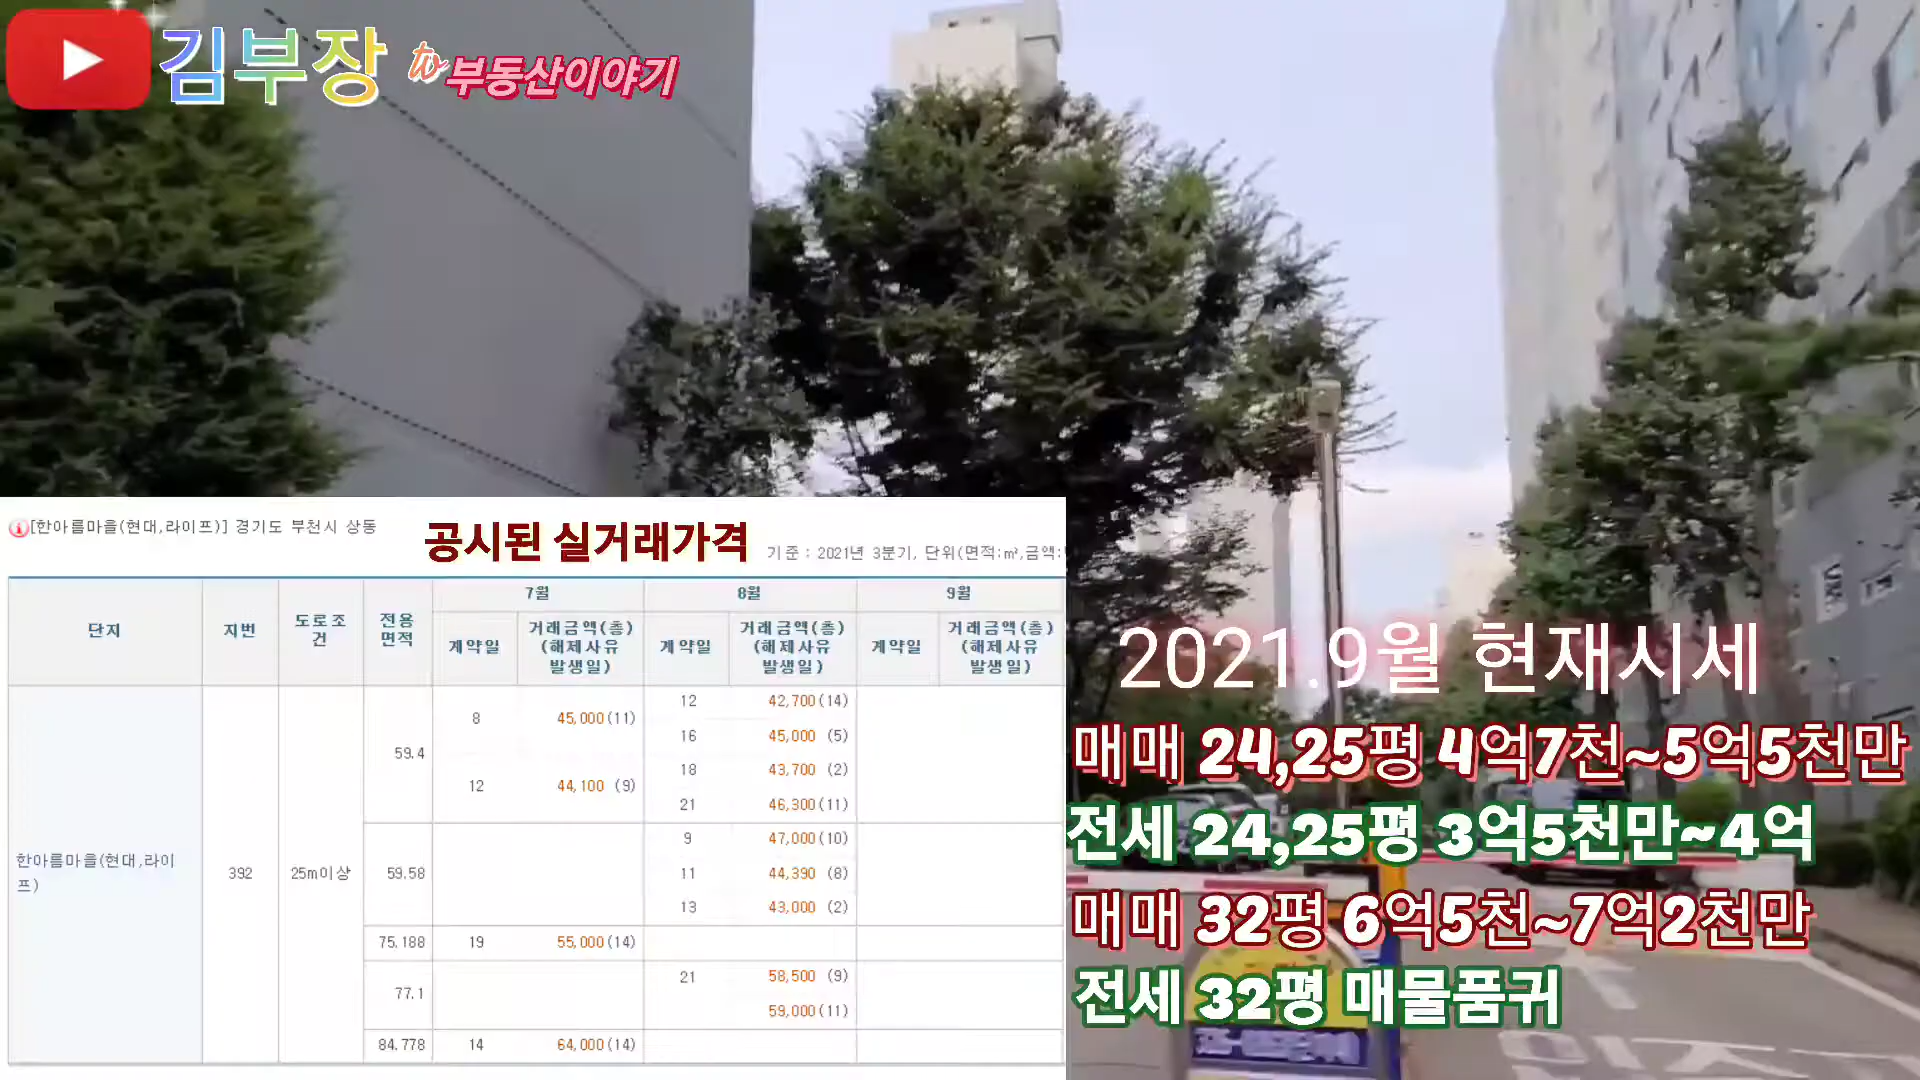 김부장 tv 부동산이야기
[한아름마을(현대,라이프)] 경기도 부천시 상동
공시된 실거래가격
기준 : 2021년 3분기, 단위(면적:㎡,금액:
단지 지번 도로조건 전용면적 7월 8월 9월
계약일 거래금액(총)(해제사유 발생일) 계약일 거래금액(총)(해제사유 발생일) 계약일 거래금액(총)(해제사유 발생일)
한아름마을(현대,라이프) 392 25m이상
59.4
8 45,000(11)
12 44,100 (9)
12 42,700(14)
16 45,000 (5)
18 43,700 (2)
21 46,300(11)
59.58
9 47,000(10)
11 44,390 (8)
13 43,000 (2)
75.188 19 55,000(14)
77.1 21 58,500 (9)
59,000(11)
84.778 14 64,000(14)
2021.9월 현재시세
매매 24,25평 4억7천~5억5천만
전세 24,25평 3억5천만~4억
매매 32평 6억5천~7억2천만
전세 32평 매물품귀